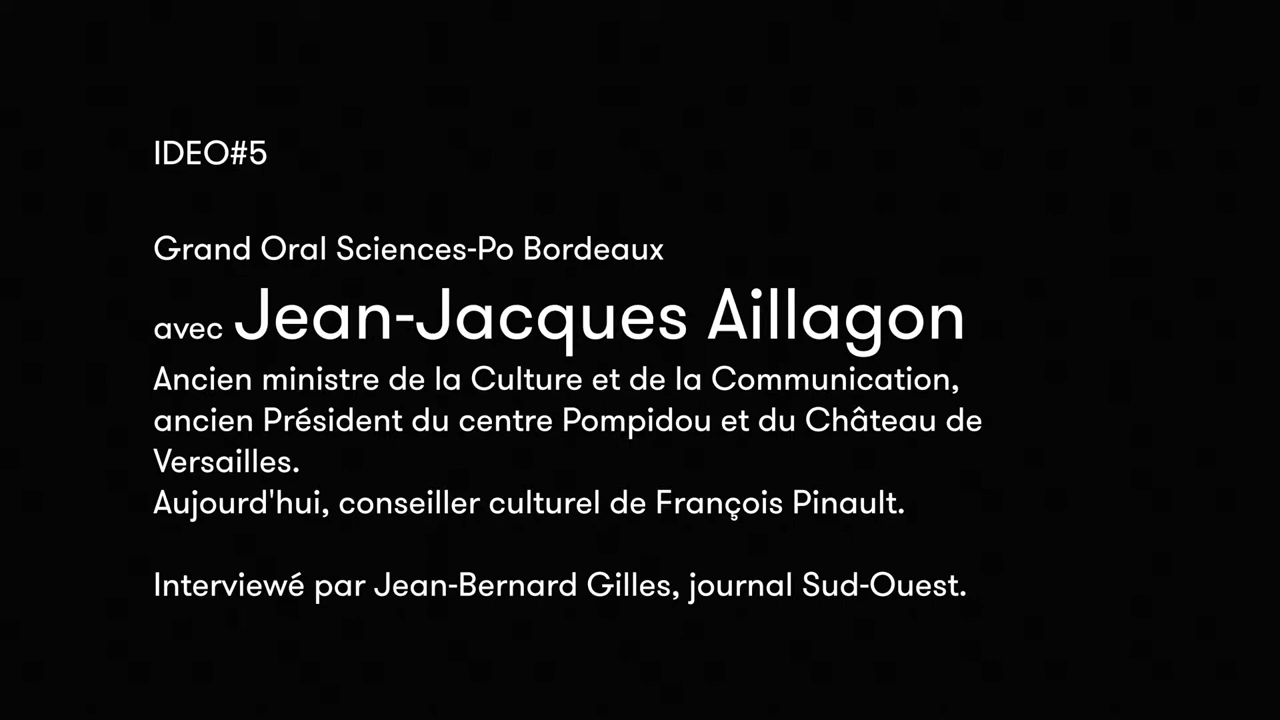 IDEO#5
Grand Oral Sciences-Po Bordeaux
avec Jean-Jacques Aillagon
Ancien ministre de la Culture et de la Communication,
ancien Président du centre Pompidou et du Château de
Versailles.
Aujourd'hui, conseiller culturel de François Pinault.
Interviewé par Jean-Bernard Gilles, journal Sud-Ouest.